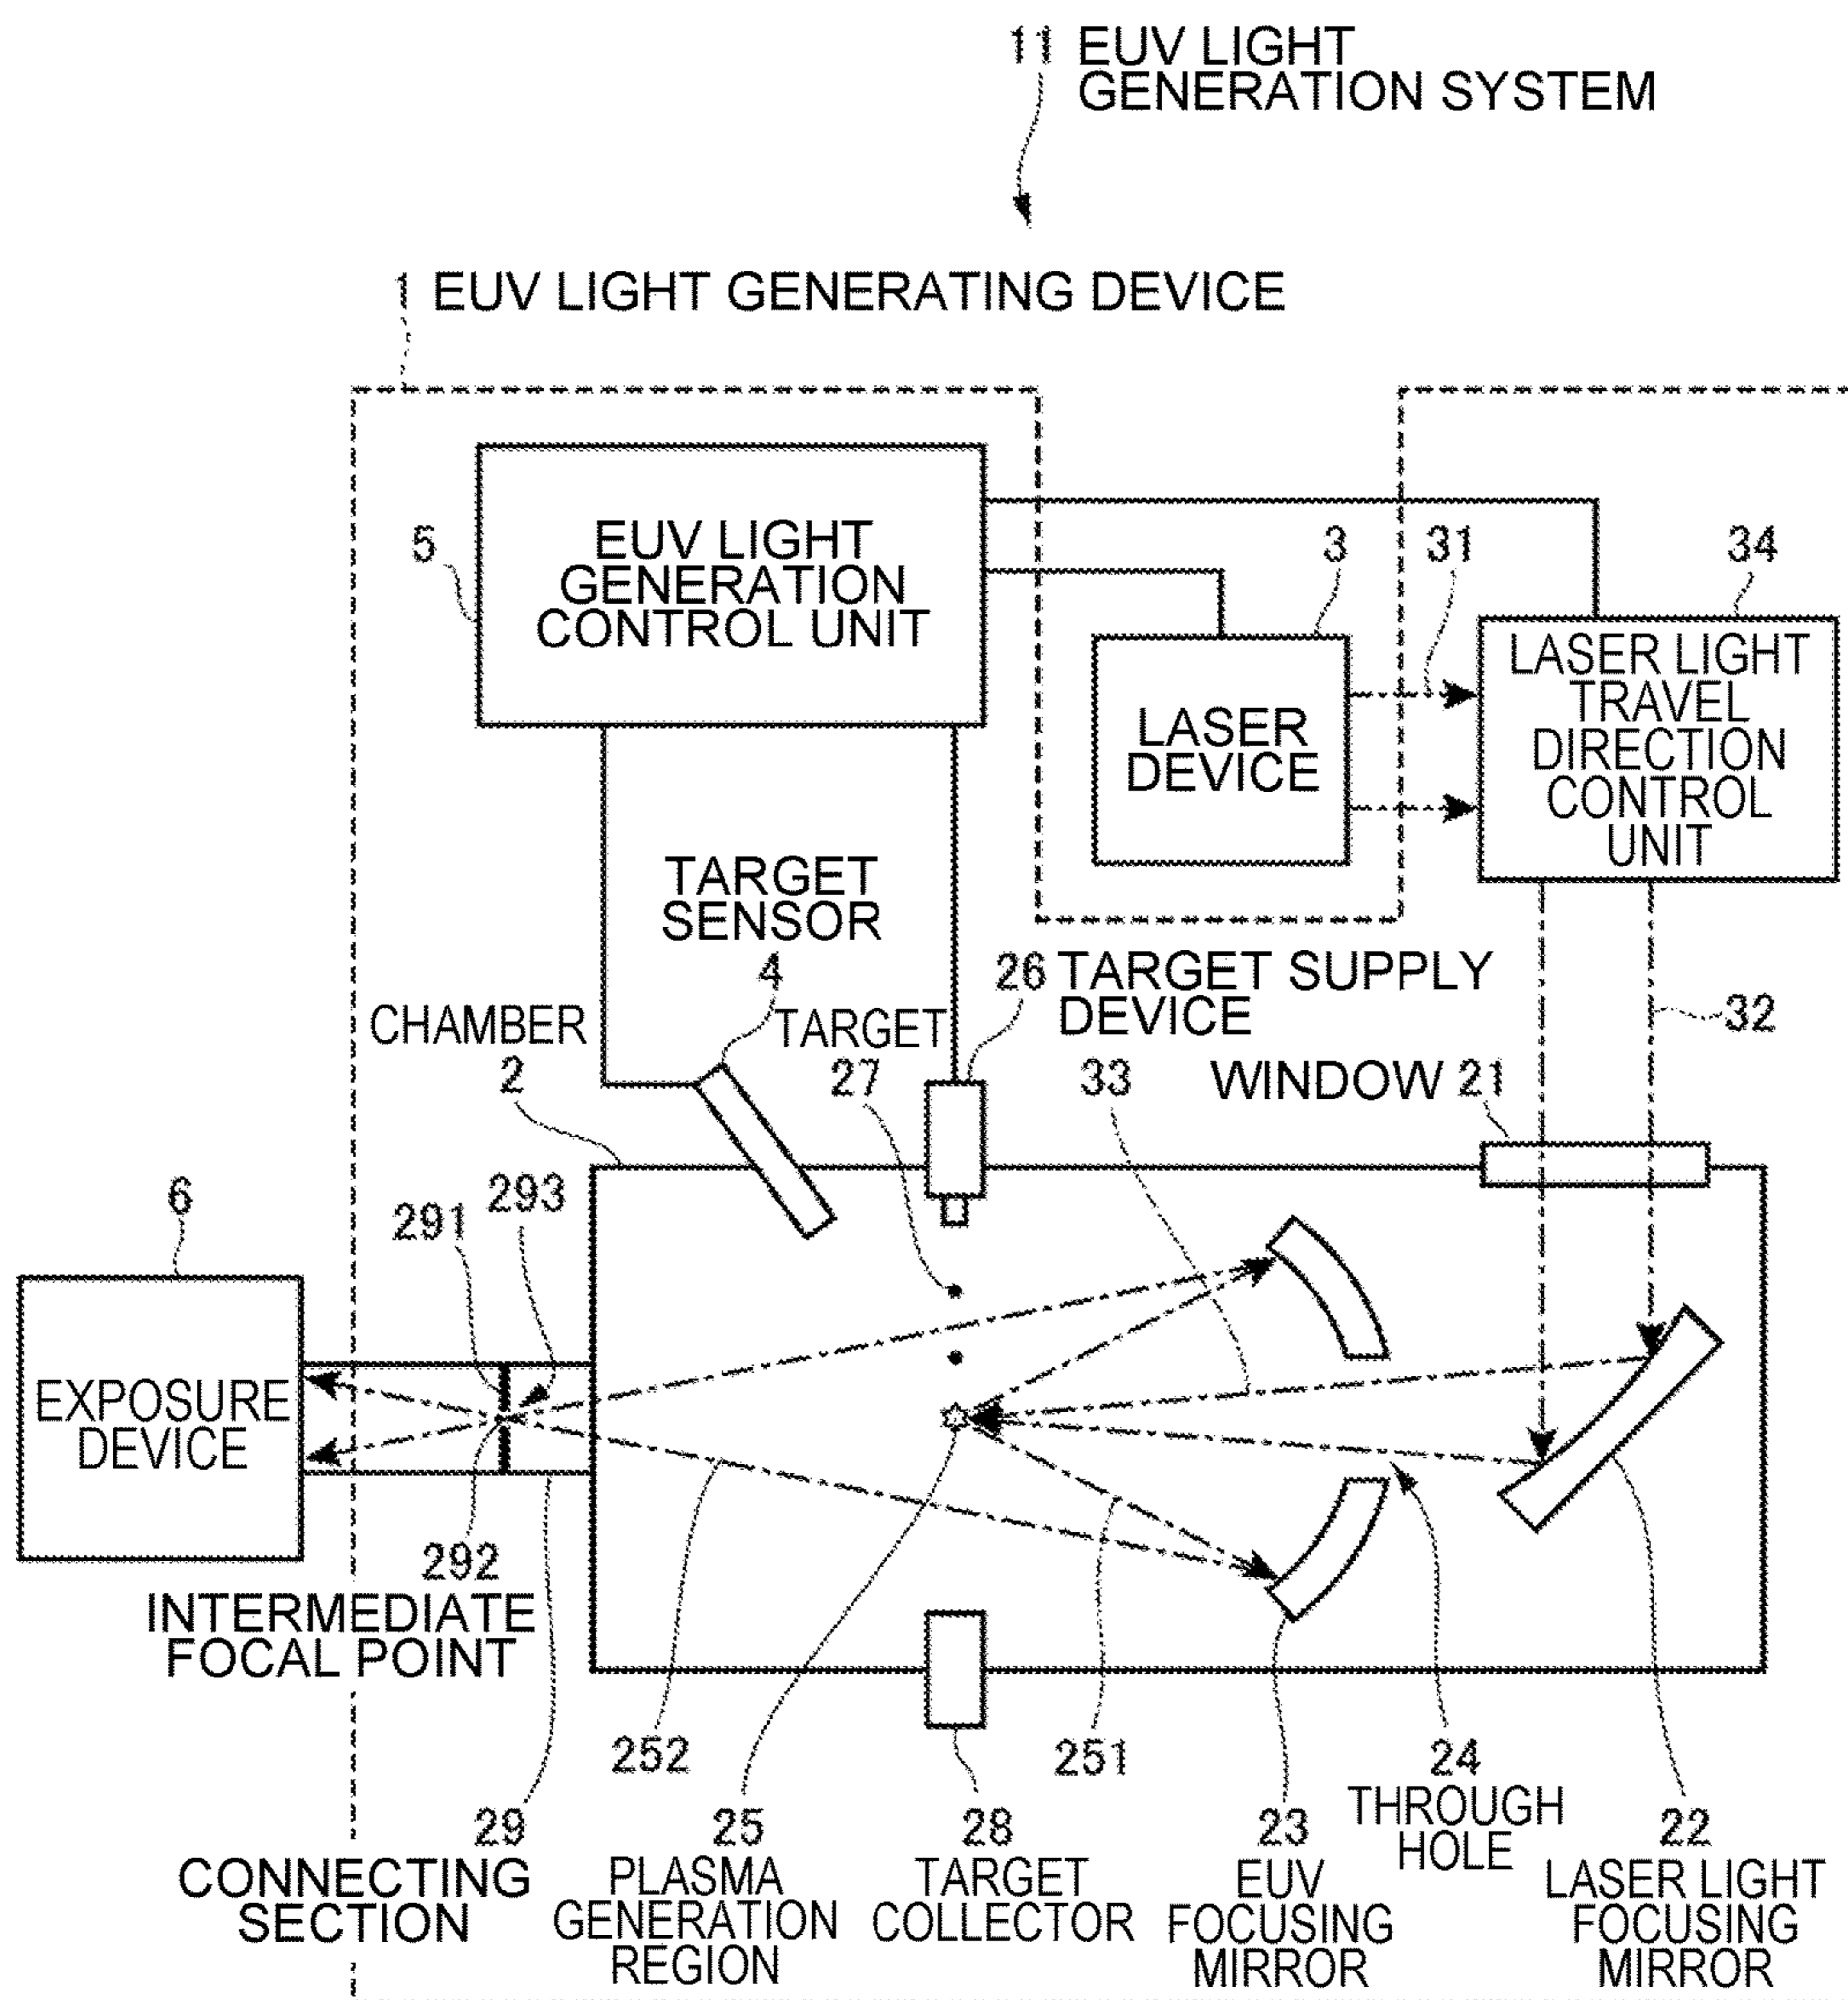 11 EUV LIGHT
GENERATION SYSTEM
1 EUV LIGHT GENERATING DEVICE
5
EUV LIGHT
GENERATION
CONTROL UNIT
3
31
34
LASER
DEVICE
LASER LIGHT
TRAVEL
DIRECTION
CONTROL
UNIT
TARGET
SENSOR
4
26 TARGET SUPPLY
DEVICE
32
CHAMBER
2
TARGET
27
33
WINDOW 21
6
291
293
EXPOSURE
DEVICE
292
INTERMEDIATE
FOCAL POINT
252
251
24
THROUGH
HOLE
29
CONNECTING
SECTION
25
PLASMA
GENERATION
REGION
28
TARGET
COLLECTOR
23
EUV
FOCUSING
MIRROR
22
LASER LIGHT
FOCUSING
MIRROR